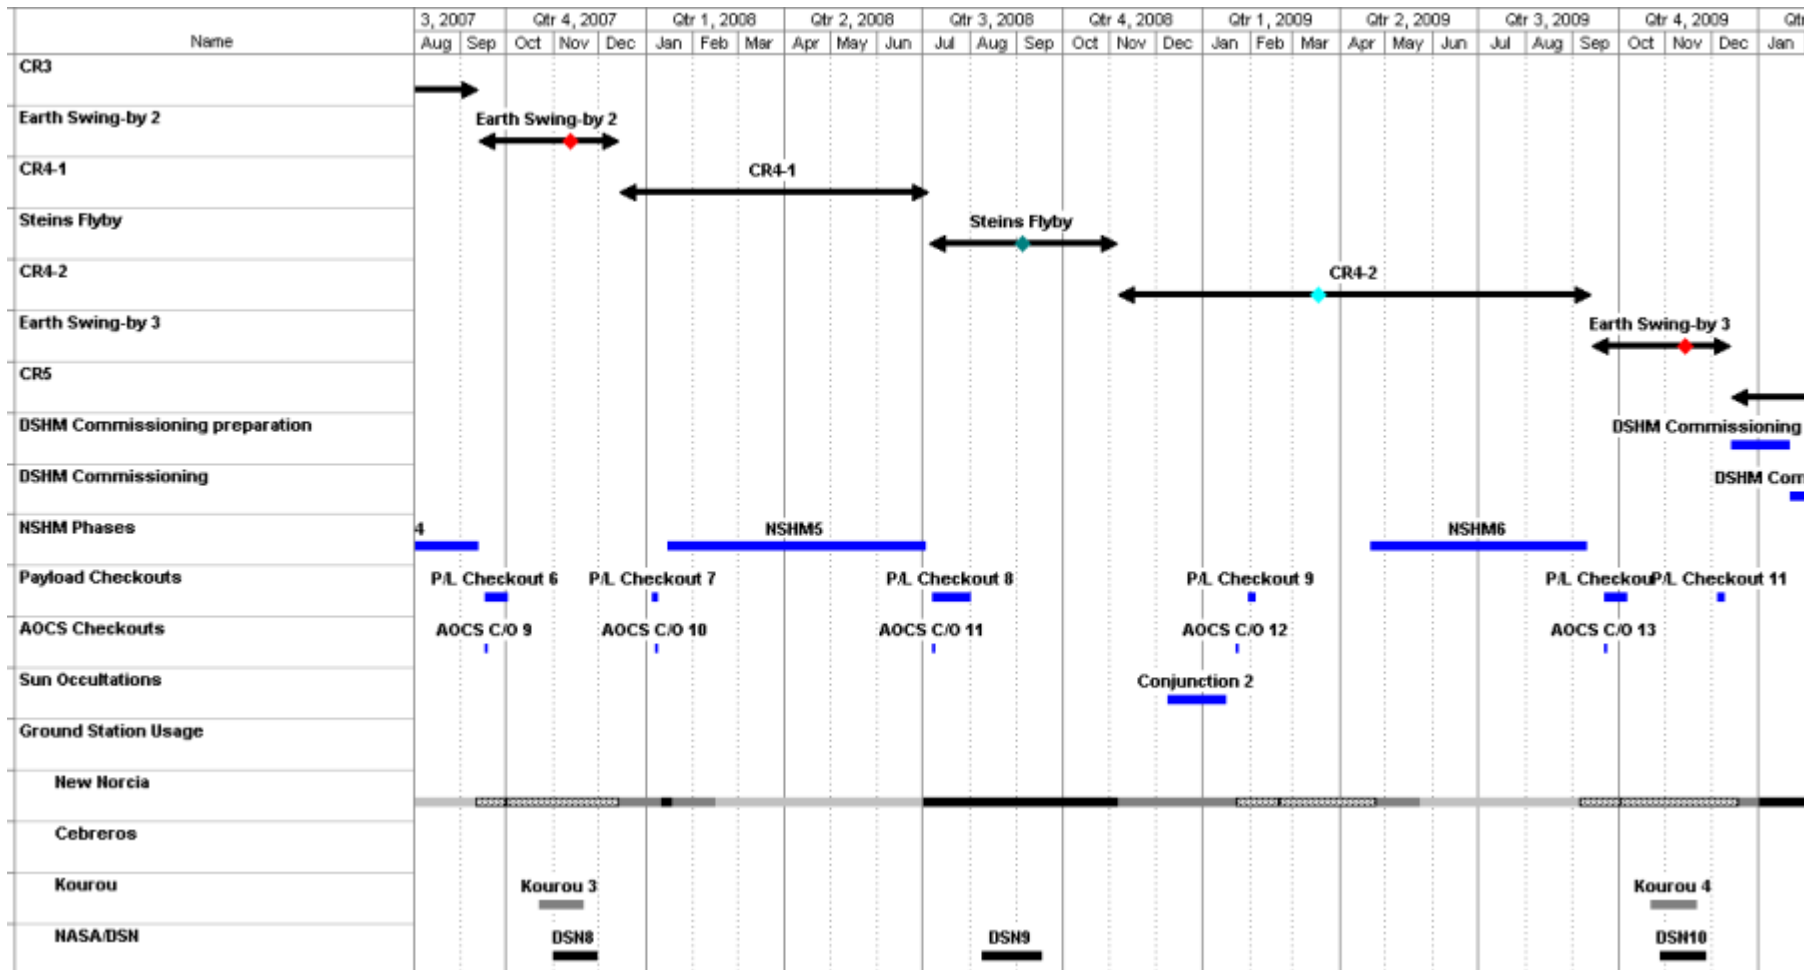 3, 2007 Qtr 4, 2007 Qtr 1, 2008 Qtr 2, 2008 Qtr 3, 2008 Qtr 4, 2008 Qtr 1, 2009 Qtr 2, 2009 Qtr 3, 2009 Qtr 4, 2009 Qt
Name Aug Sep Oct Nov Dec Jan Feb Mar Apr May Jun Jul Aug Sep Oct Nov Dec Jan Feb Mar Apr May Jun Jul Aug Sep Oct Nov Dec Jan
CR3
Earth Swing-by 2 Earth Swing-by 2
CR4-1 CR4-1
Steins Flyby Steins Flyby
CR4-2 CR4-2
Earth Swing-by 3 Earth Swing-by 3
CR5
DSHM Commissioning preparation DSHM Commissioning
DSHM Commissioning DSHM Com
NSHM Phases 4 NSHM5 NSHM6
Payload Checkouts P/L Checkout 6 P/L Checkout 7 P/L Checkout 8 P/L Checkout 9 P/L Checkou P/L Checkout 11
AOCS Checkouts AOCS C/O 9 AOCS C/O 10 AOCS C/O 11 AOCS C/O 12 AOCS C/O 13
Sun Occultations Conjunction 2
Ground Station Usage
New Norcia
Cebreros
Kourou Kourou 3 Kourou 4
NASA/DSN DSN8 DSN9 DSN10